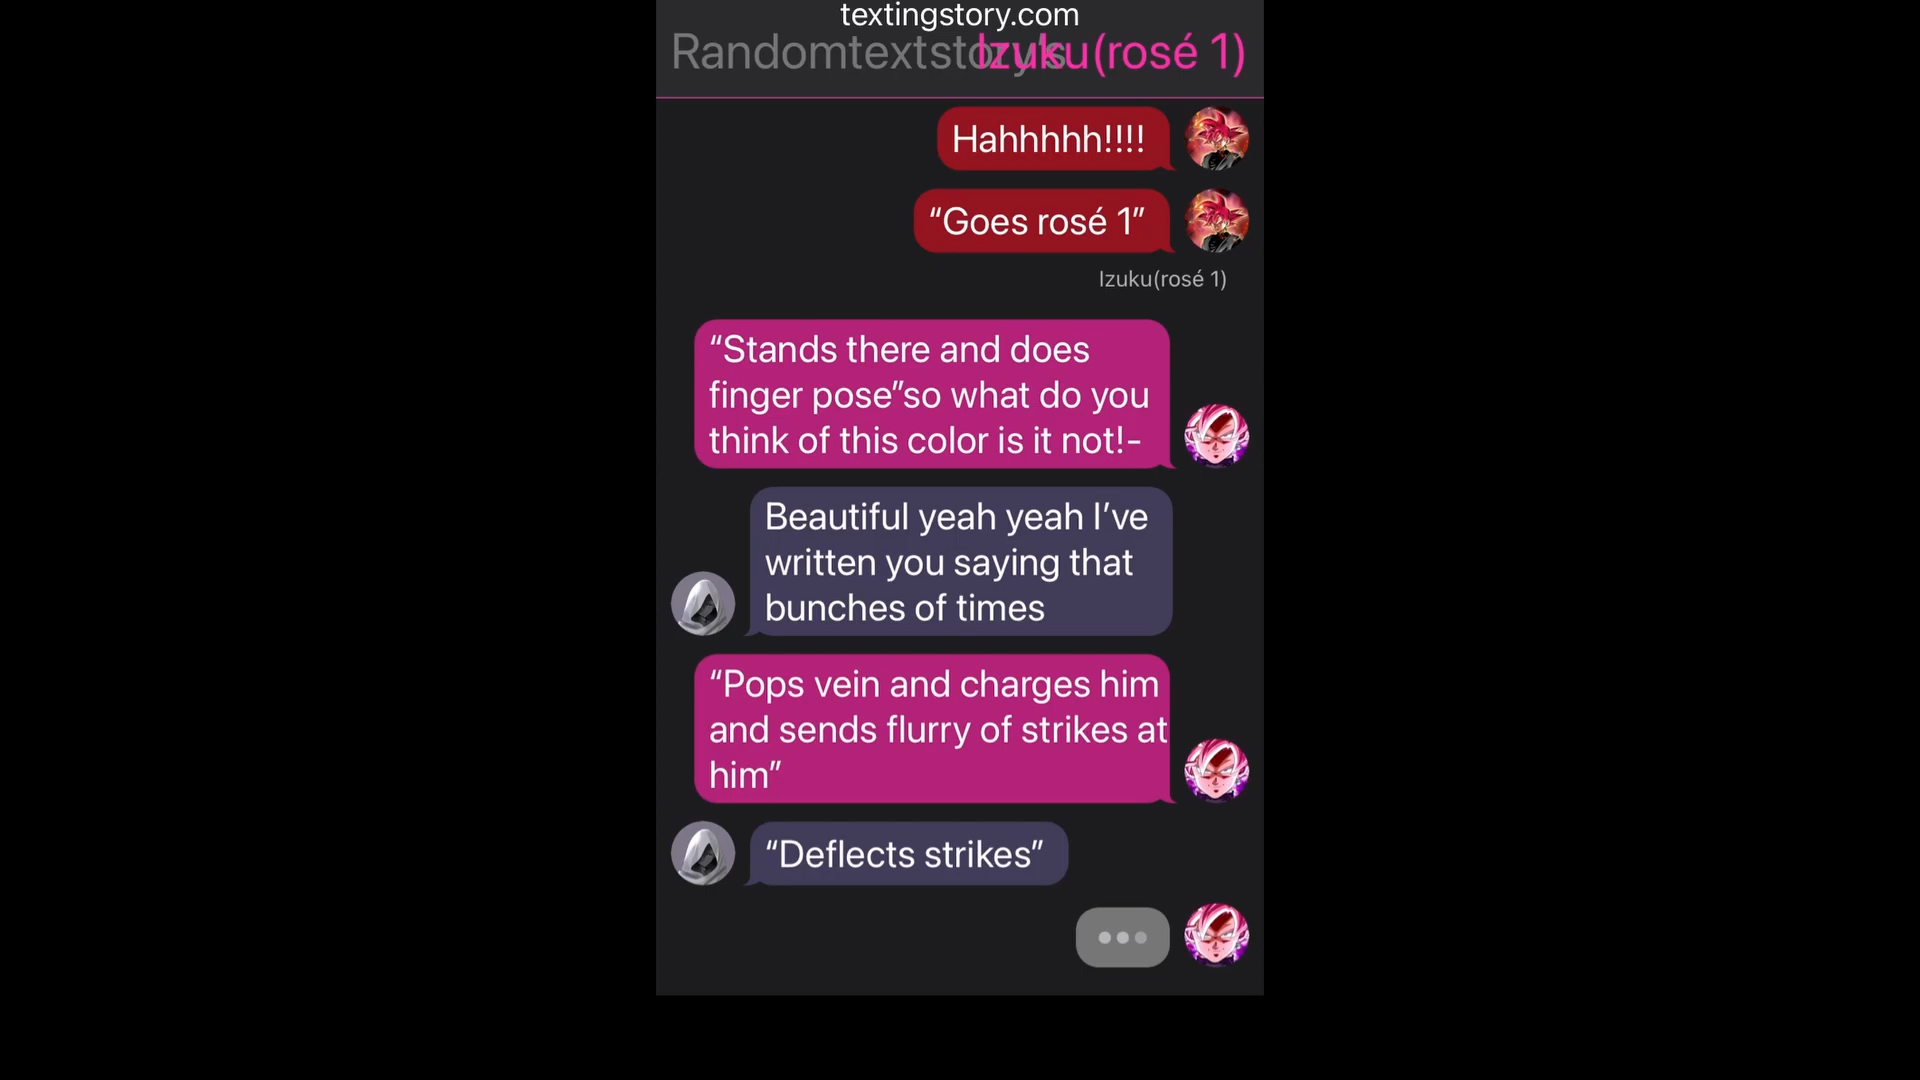 textingstory.com
Randomtextstory's
Izuku(rosé 1)
Hahhhhh!!!!
“Goes rosé 1”
Izuku(rosé 1)
“Stands there and does
finger pose”so what do you
think of this color is it not!-
Beautiful yeah yeah I’ve
written you saying that
bunches of times
“Pops vein and charges him
and sends flurry of strikes at
him”
“Deflects strikes”